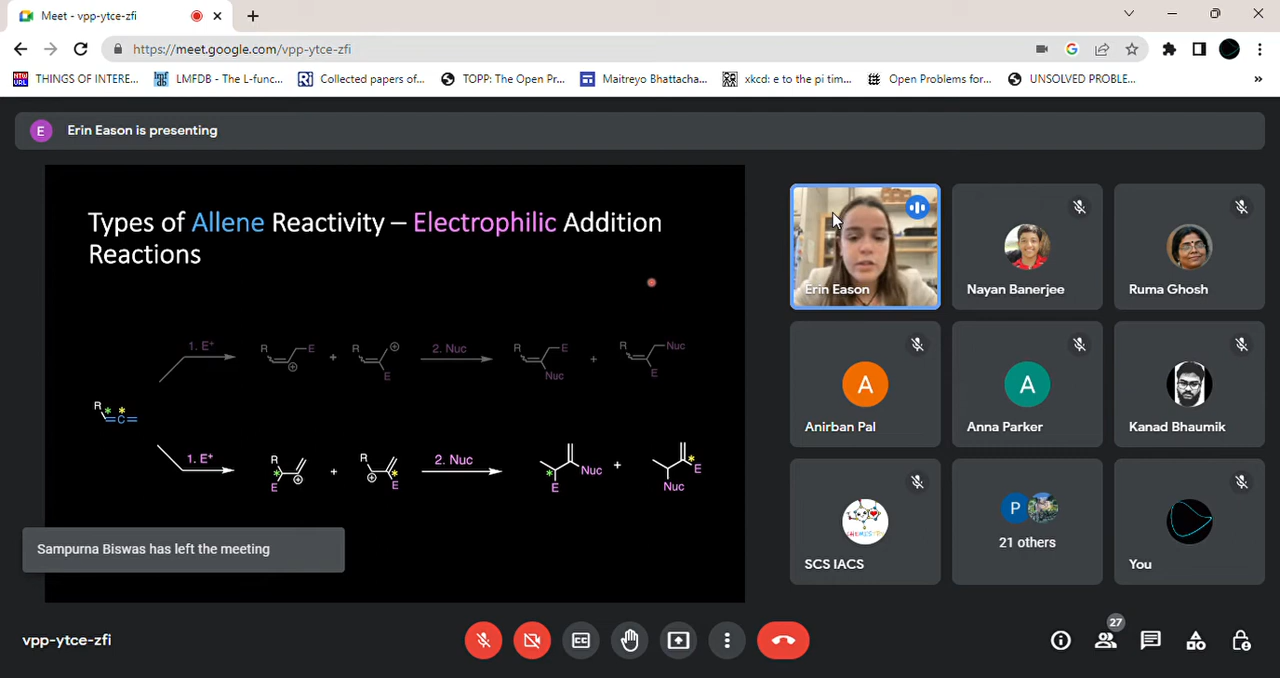 Meet - vpp-ytce-zfi
https://meet.google.com/vpp-ytce-zfi
THINGS OF INTERE... LMFDB - The L-func... Collected papers of... TOPP: The Open Pr... Maitreyo Bhattacha... xkcd: e to the pi tim... Open Problems for... UNSOLVED PROBLE... »
E Erin Eason is presenting
Types of Allene Reactivity – Electrophilic Addition
Reactions
1. E⁺ R E + R E 2. Nuc R E Nuc + R Nuc E
R =C=
1. E⁺ R E + R E 2. Nuc Nuc E + E Nuc
Sampurna Biswas has left the meeting
Erin Eason
Nayan Banerjee
Ruma Ghosh
A
Anirban Pal
A
Anna Parker
Kanad Bhaumik
CHEMISTRY
SCS IACS
P
21 others
You
vpp-ytce-zfi
CC
27